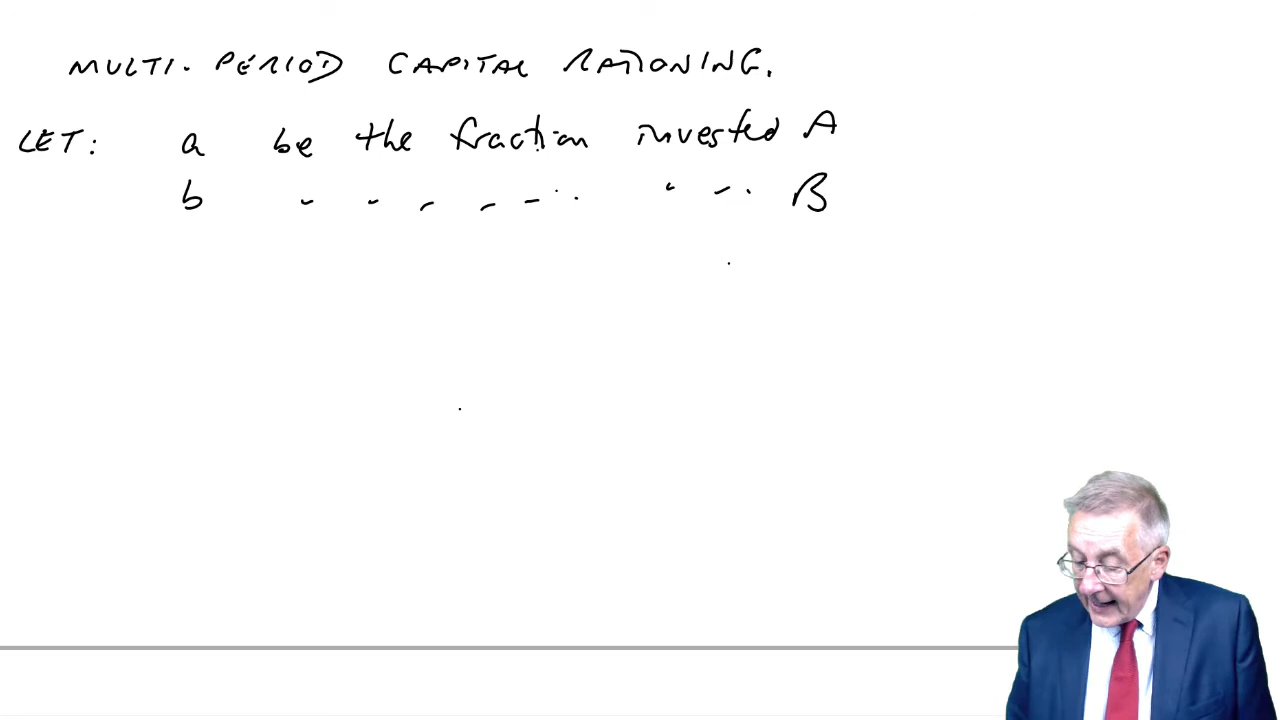 MULTI-PERIOD CAPITAL RATIONING.
LET: a be the fraction invested A
b " " " " " " " B